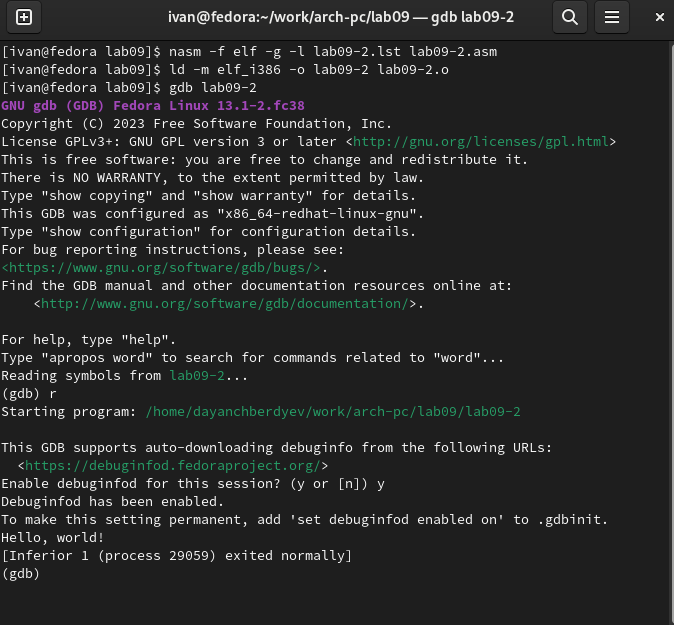 ivan@fedora:~/work/arch-pc/lab09 — gdb lab09-2
[ivan@fedora lab09]$ nasm -f elf -g -l lab09-2.lst lab09-2.asm
[ivan@fedora lab09]$ ld -m elf_i386 -o lab09-2 lab09-2.o
[ivan@fedora lab09]$ gdb lab09-2
GNU gdb (GDB) Fedora Linux 13.1-2.fc38
Copyright (C) 2023 Free Software Foundation, Inc.
License GPLv3+: GNU GPL version 3 or later <http://gnu.org/licenses/gpl.html>
This is free software: you are free to change and redistribute it.
There is NO WARRANTY, to the extent permitted by law.
Type "show copying" and "show warranty" for details.
This GDB was configured as "x86_64-redhat-linux-gnu".
Type "show configuration" for configuration details.
For bug reporting instructions, please see:
<https://www.gnu.org/software/gdb/bugs/>.
Find the GDB manual and other documentation resources online at:
    <http://www.gnu.org/software/gdb/documentation/>.

For help, type "help".
Type "apropos word" to search for commands related to "word"...
Reading symbols from lab09-2...
(gdb) r
Starting program: /home/dayanchberdyev/work/arch-pc/lab09/lab09-2

This GDB supports auto-downloading debuginfo from the following URLs:
  <https://debuginfod.fedoraproject.org/>
Enable debuginfod for this session? (y or [n]) y
Debuginfod has been enabled.
To make this setting permanent, add 'set debuginfod enabled on' to .gdbinit.
Hello, world!
[Inferior 1 (process 29059) exited normally]
(gdb)